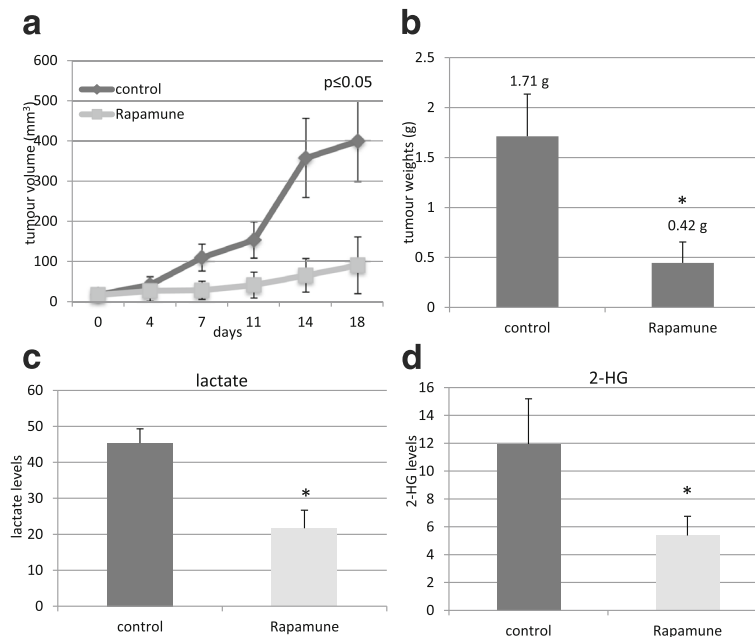 a
600
500
400
300
200
100
0
tumour volume (mm³)
control
Rapamune
p≤0.05
0 4 7 11 14 18
days
b
2.5
2
1.5
1
0.5
0
tumour weights (g)
1.71 g
*
0.42 g
control Rapamune
c
lactate
60
50
40
30
20
10
0
lactate levels
*
control Rapamune
d
2-HG
16
14
12
10
8
6
4
2
0
2-HG levels
*
control Rapamune